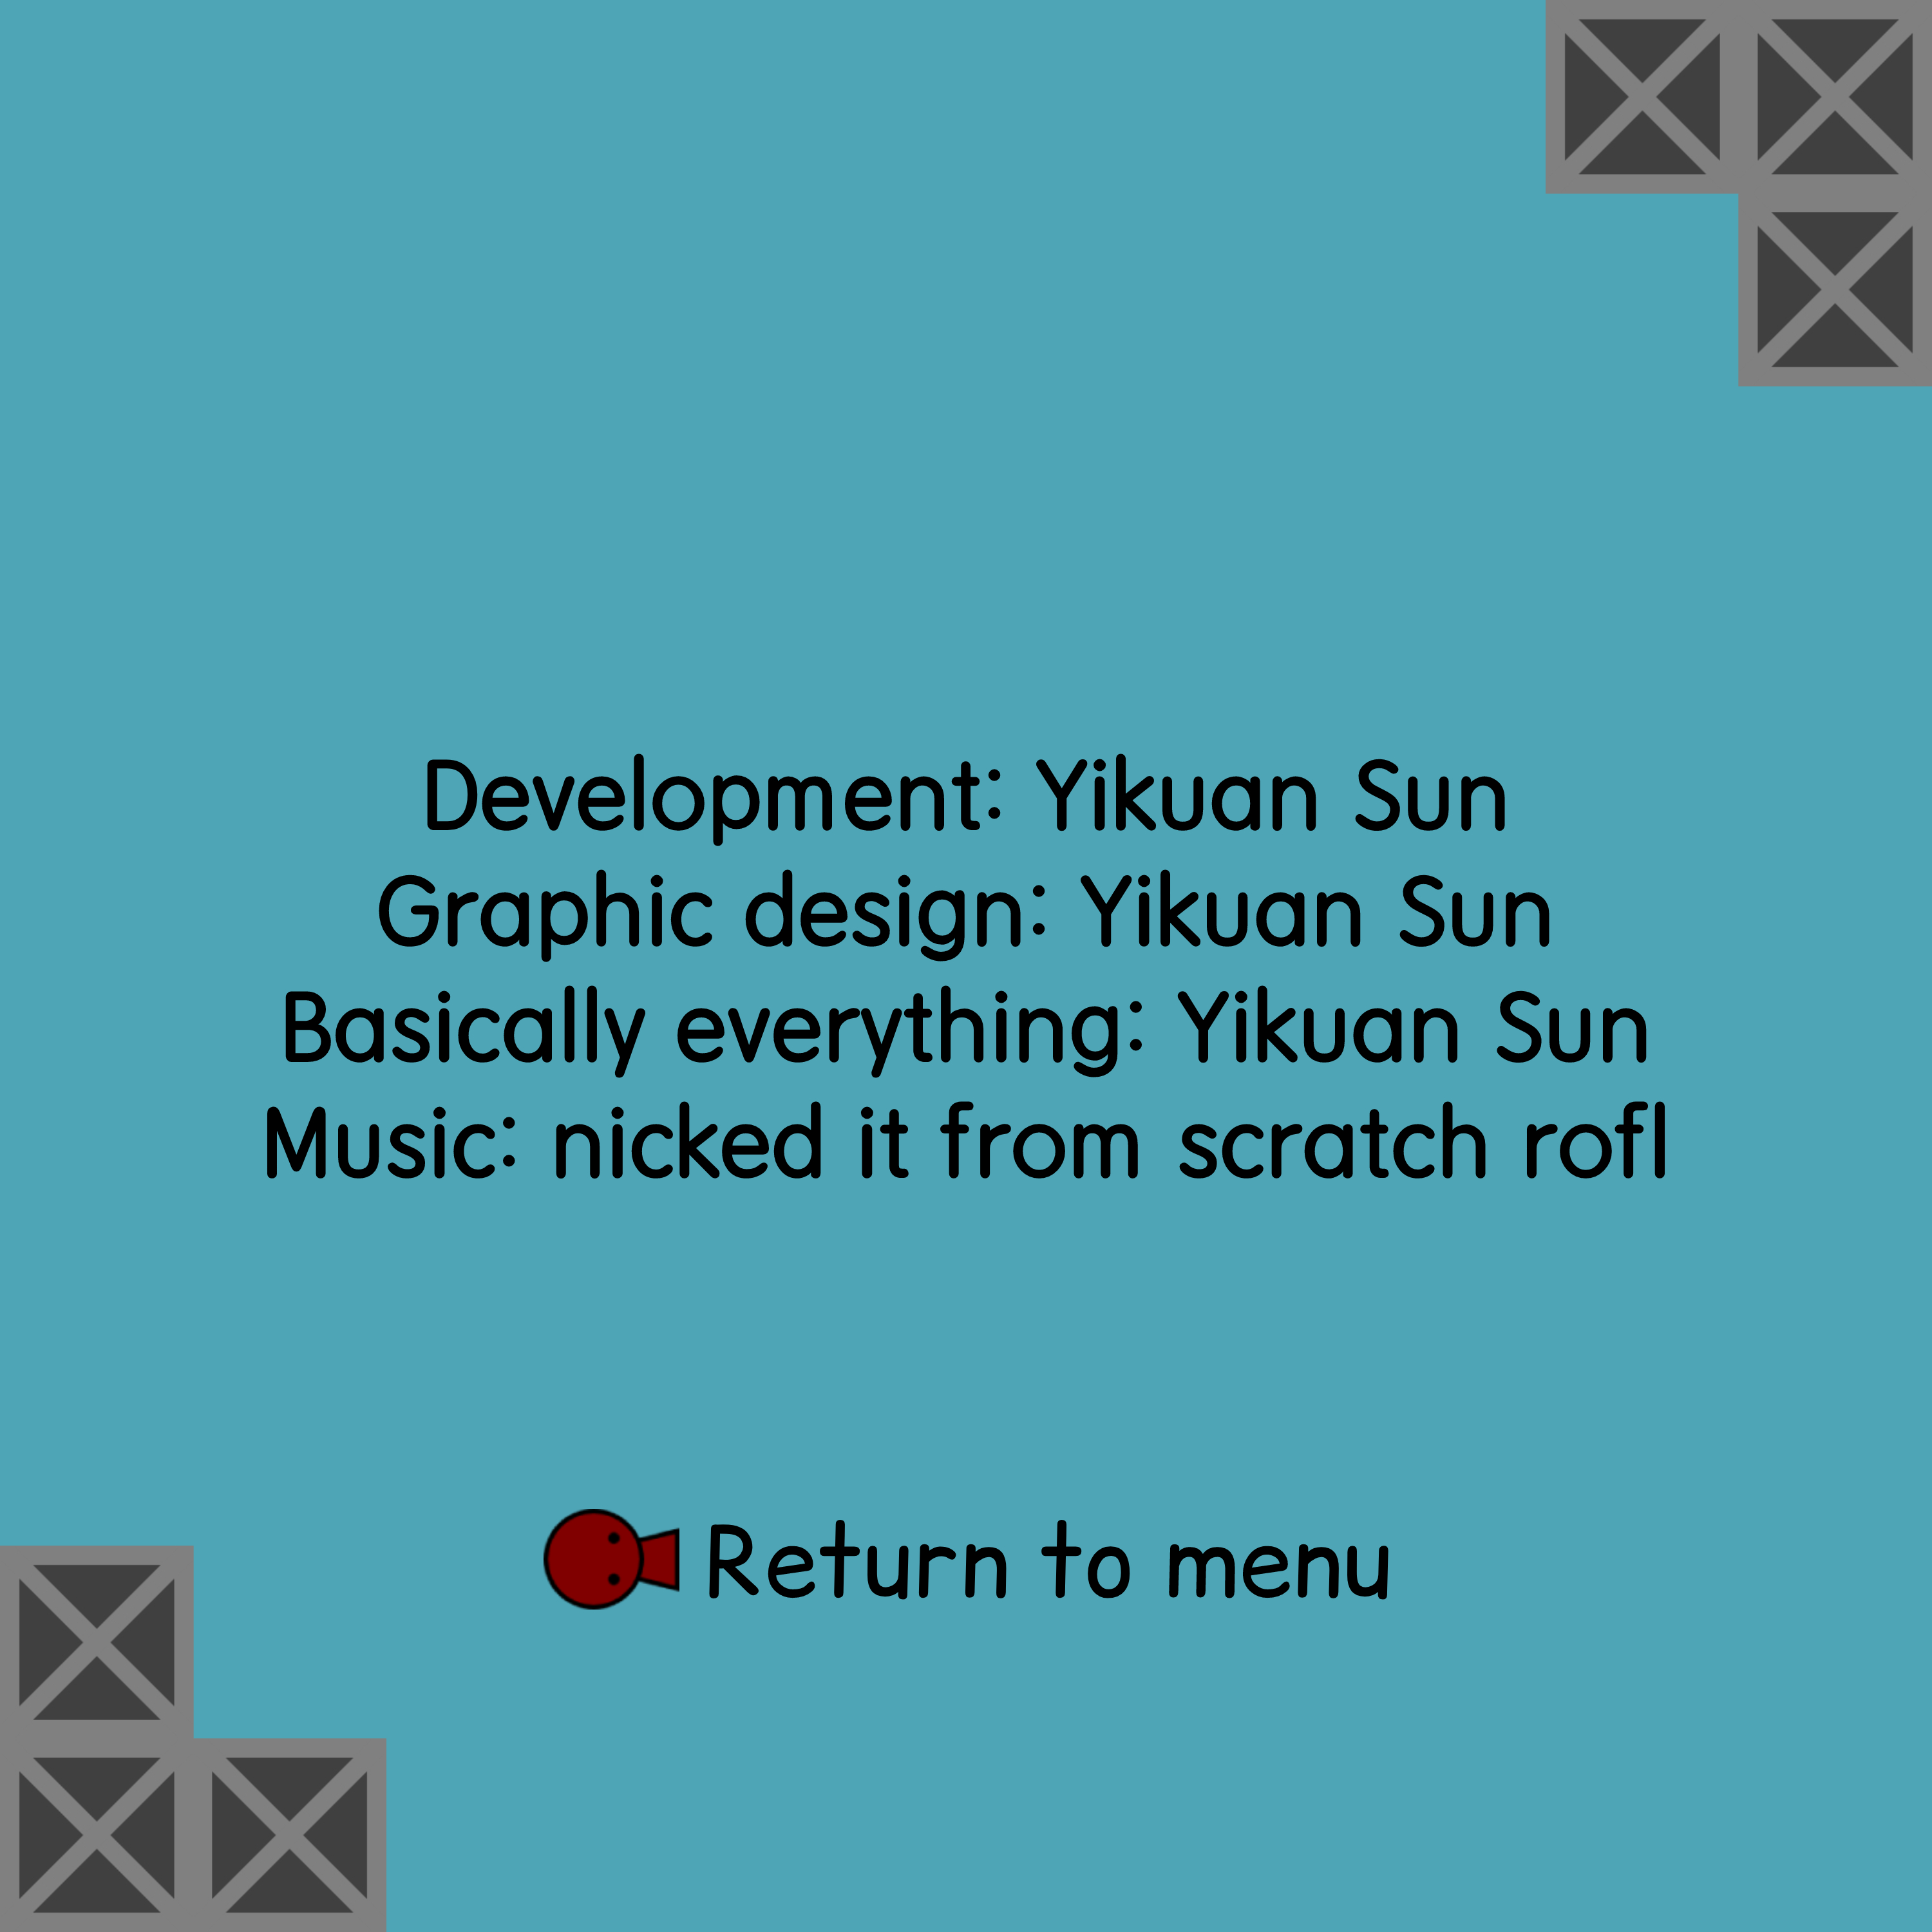 Development: Yikuan Sun
Graphic design: Yikuan Sun
Basically everything: Yikuan Sun
Music: nicked it from scratch rofl
Return to menu